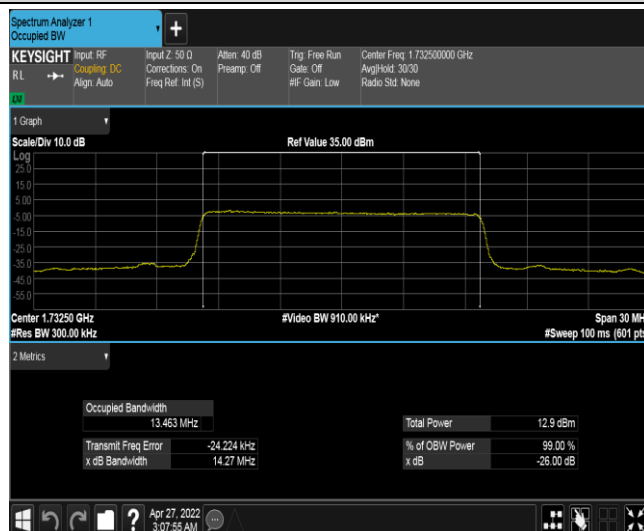 Spectrum Analyzer 1
Occupied BW
+
KEYSIGHT Input: RF Input Z: 50 Ω Atten: 40 dB Trig: Free Run Center Freq: 1.732500000 GHz
RL Coupling: DC Corrections: On Preamp: Off Gate: Off Avg|Hold: 30/30
Align: Auto Freq Ref: Int (S) #IF Gain: Low Radio Std: None
1 Graph
Scale/Div 10.0 dB Ref Value 35.00 dBm
Log
25.0
15.0
5.00
-5.00
-15.0
-25.0
-35.0
-45.0
-55.0
Center 1.73250 GHz #Video BW 910.00 kHz* Span 30 MH
#Res BW 300.00 kHz #Sweep 100 ms (601 pts
2 Metrics
Occupied Bandwidth
13.463 MHz Total Power 12.9 dBm
Transmit Freq Error -24.224 kHz % of OBW Power 99.00 %
x dB Bandwidth 14.27 MHz x dB -26.00 dB
? Apr 27, 2022
3:07:55 AM